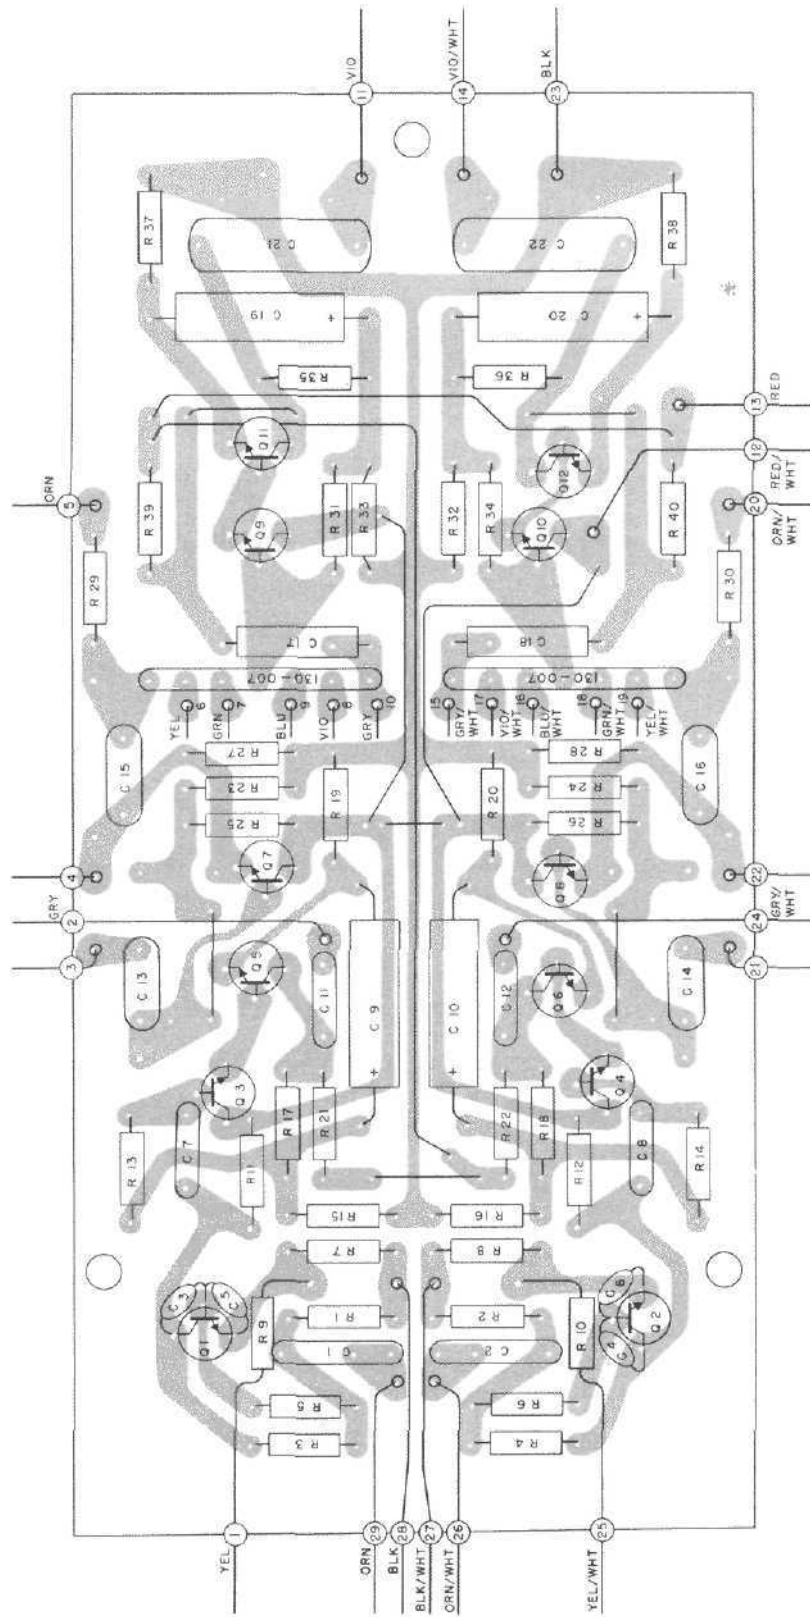 VIO
VIO/WHT
BLK
11
14
23
R 37
C 21
C 22
R 38
C 19
+
C 20
+
*
R 35
R 36
13
RED
Q11
12
RED/
WHT
ORN
5
Q12
20
ORN/
WHT
R 39
Q9
R 31
R 33
R 32
R 34
Q10
R 40
R 29
R 30
C 17
C 18
130-007
130-007
YEL
6
GRN
7
BLU
9
VIO
8
GRY
10
15
GRY/
WHT
17
VIO/
WHT
16
BLU/
WHT
18
GRN/
WHT
19
YEL/
WHT
C 15
R 27
R 23
R 25
R 19
R 20
R 28
R 24
R 26
C 16
4
Q7
Q8
22
GRY
2
24
GRY/
WHT
3
C 13
Q5
C 11
C 9
+
C 10
+
C 12
Q6
C 14
21
Q3
Q4
R 13
C 7
R 11
R 17
R 21
R 22
R 18
R 12
C 8
R 14
R 15
R 16
R 7
R 8
C 3
C 5
Q1
R 9
R 1
R 2
R 10
C 6
C 4
Q2
C 1
C 2
R 5
R 6
R 3
R 4
1
29
28
27
26
25
YEL
ORN
BLK
BLK/WHT
ORN/WHT
YEL/WHT